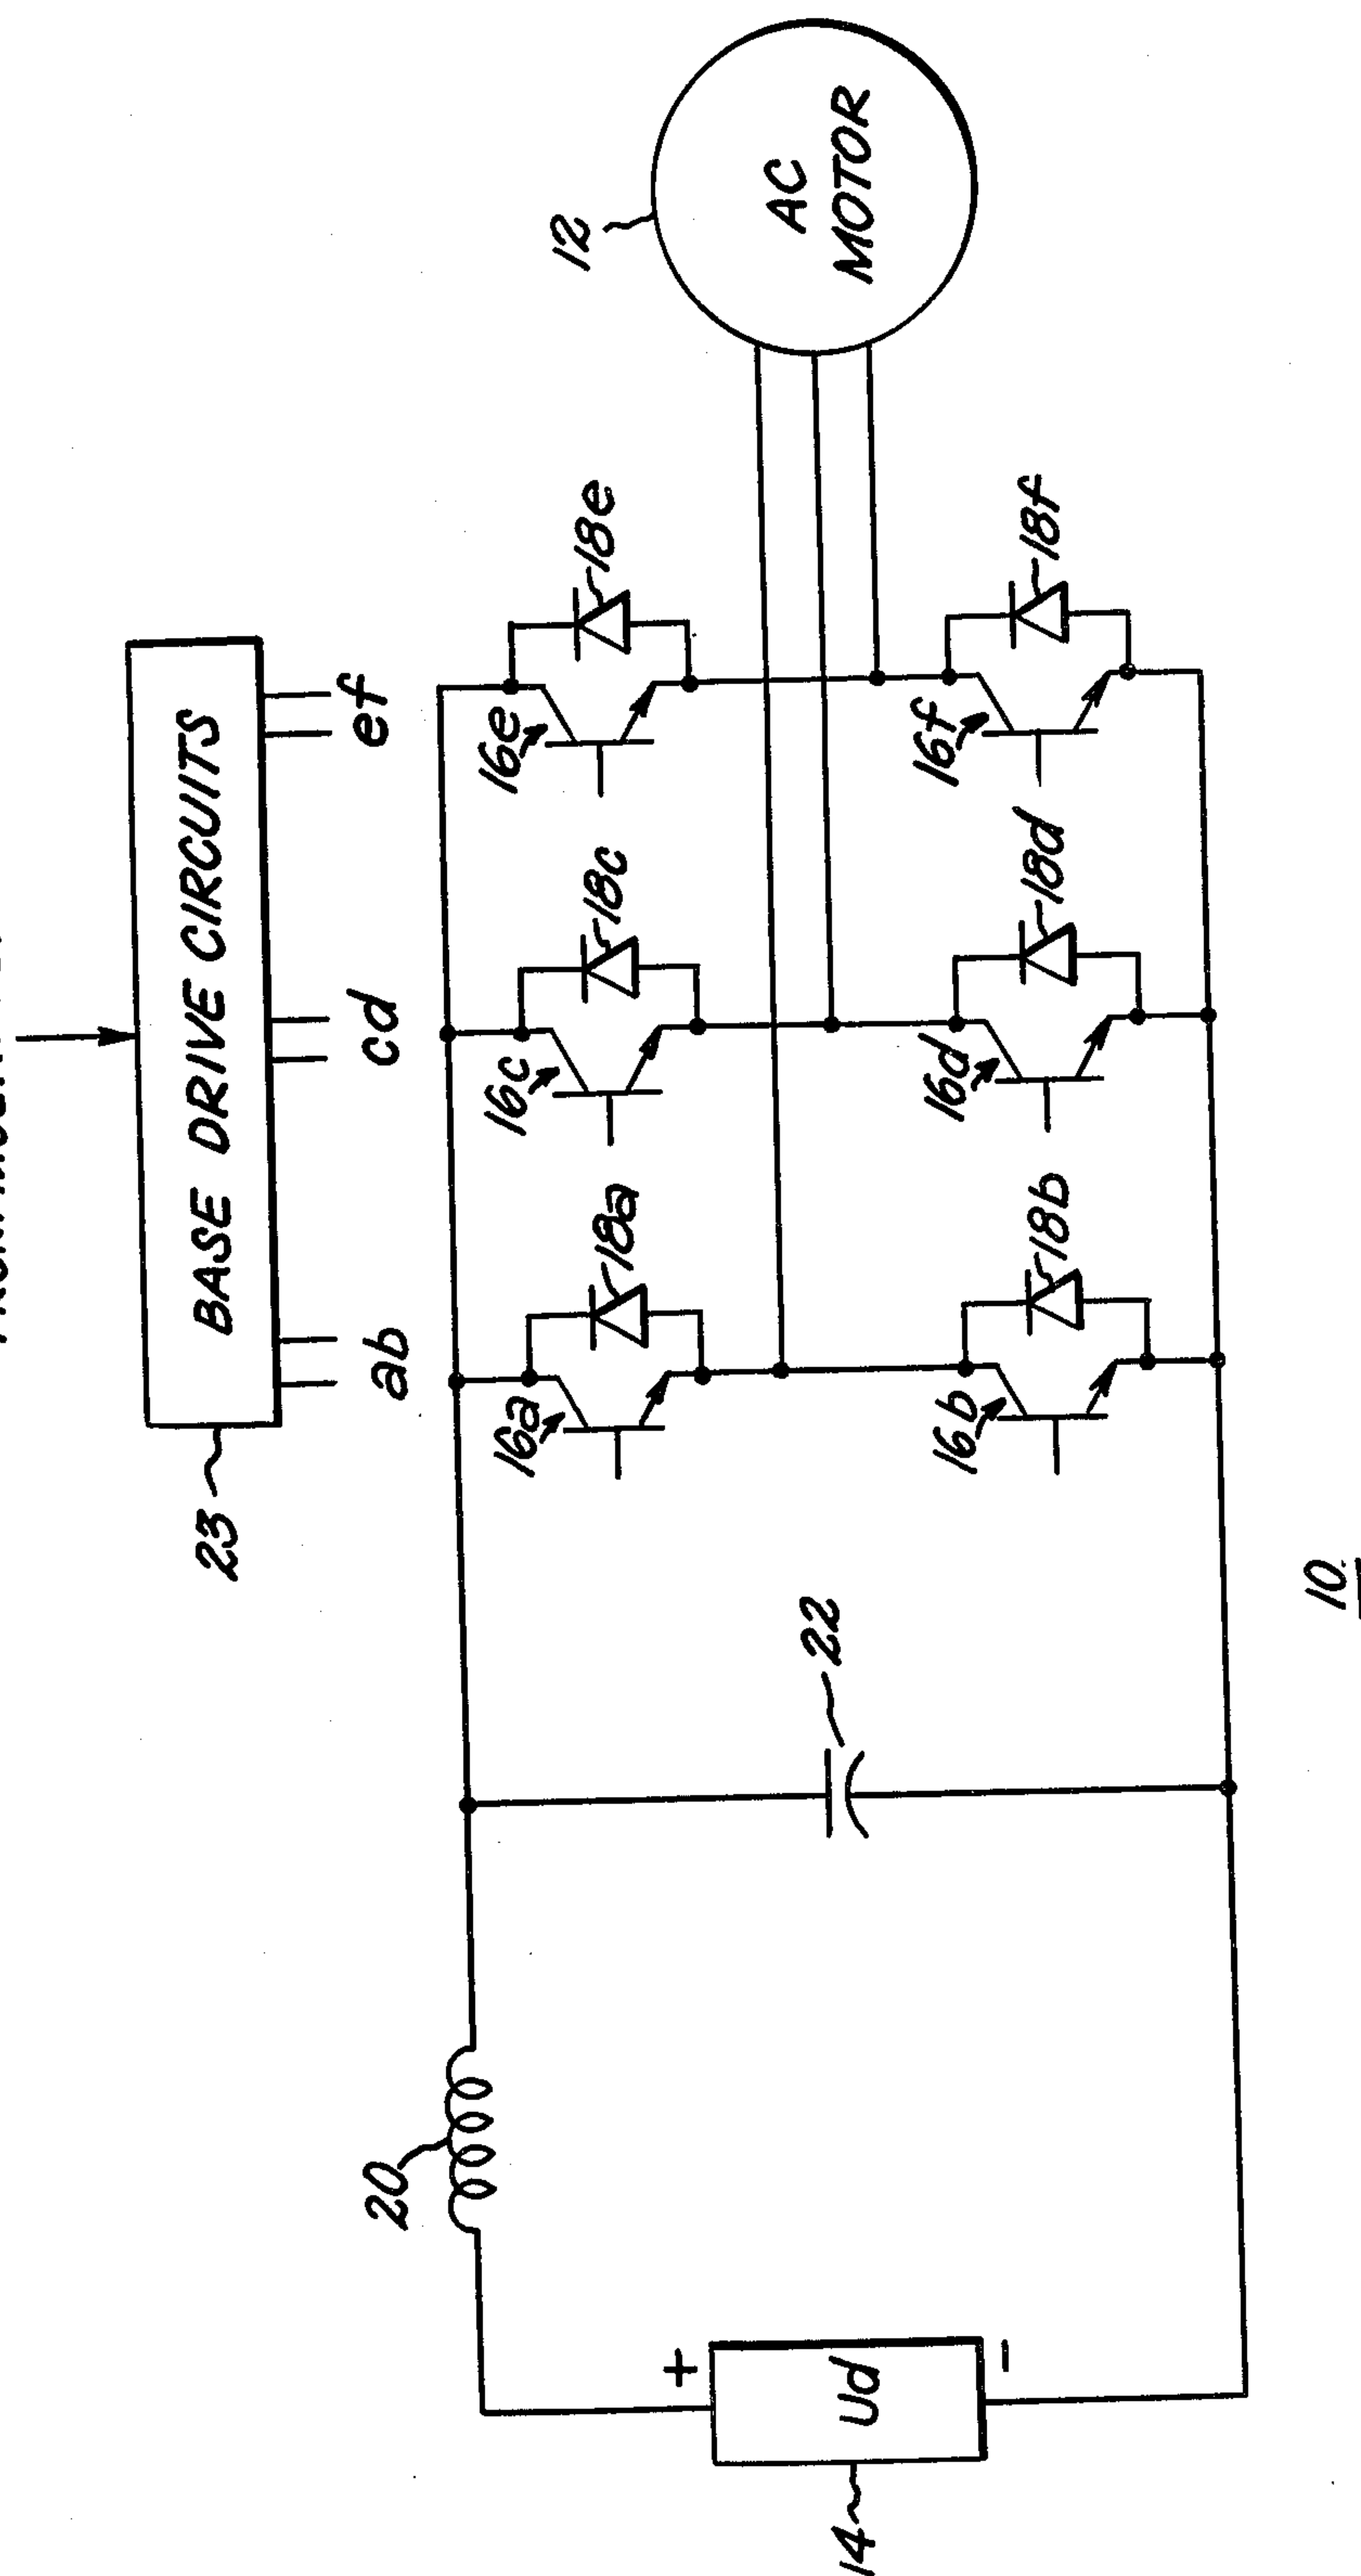 BASE DRIVE CIRCUITS
23
ab
cd
ef
20
16a
18a
16c
18c
16e
18e
12
AC
MOTOR
22
14
+
Ud
-
16b
18b
16d
18d
16f
18f
10